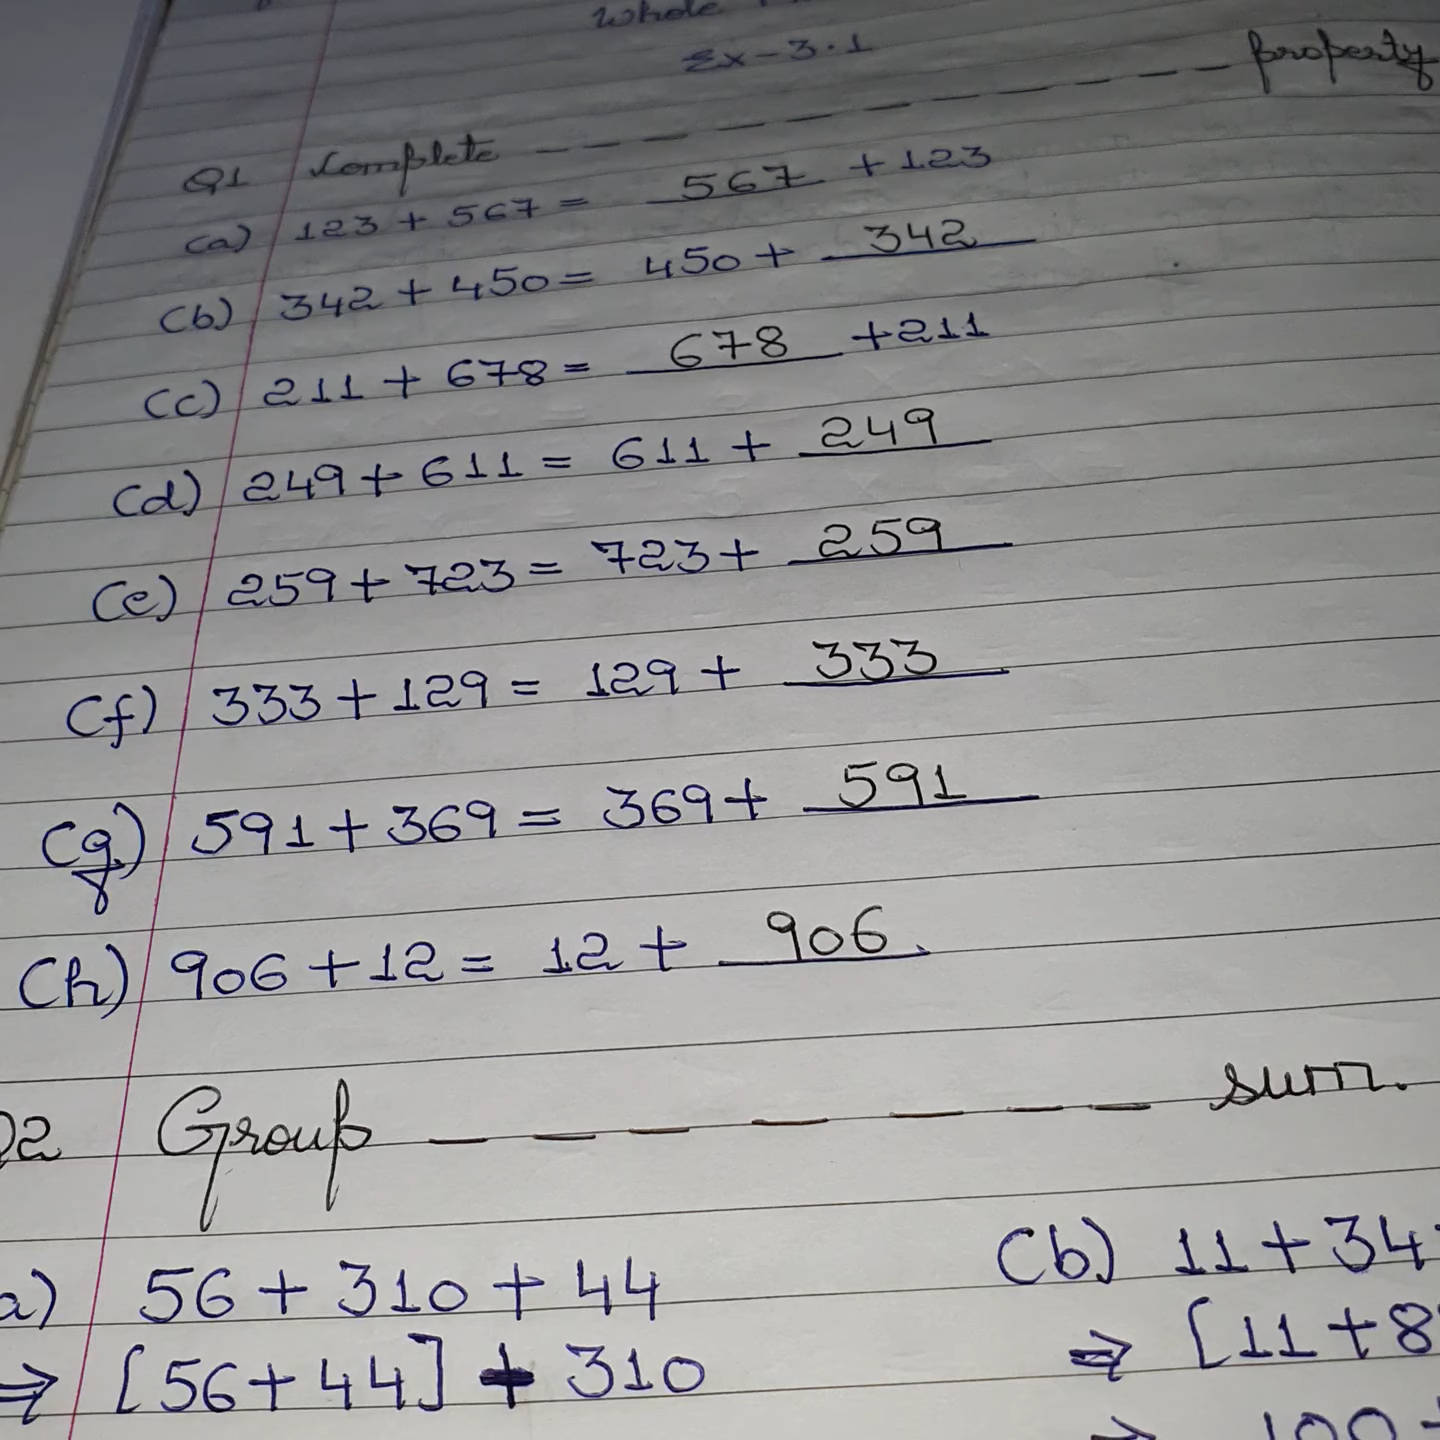 Whole
Ex-3.1
Q1 Complete - - - - - - - - - - property
(a) 123 + 567 = 567 + 123
(b) 342 + 450 = 450 + 342
(c) 211 + 678 = 678 + 211
(d) 249 + 611 = 611 + 249
(e) 259 + 723 = 723 + 259
(f) 333 + 129 = 129 + 333
(g) 591 + 369 = 369 + 591
(h) 906 + 12 = 12 + 906.
Q2 Group - - - - - - - sum.
a) 56 + 310 + 44
⇒ [56 + 44] + 310
(b) 11 + 34
⇒ [11 + 8
⇒ 100 +